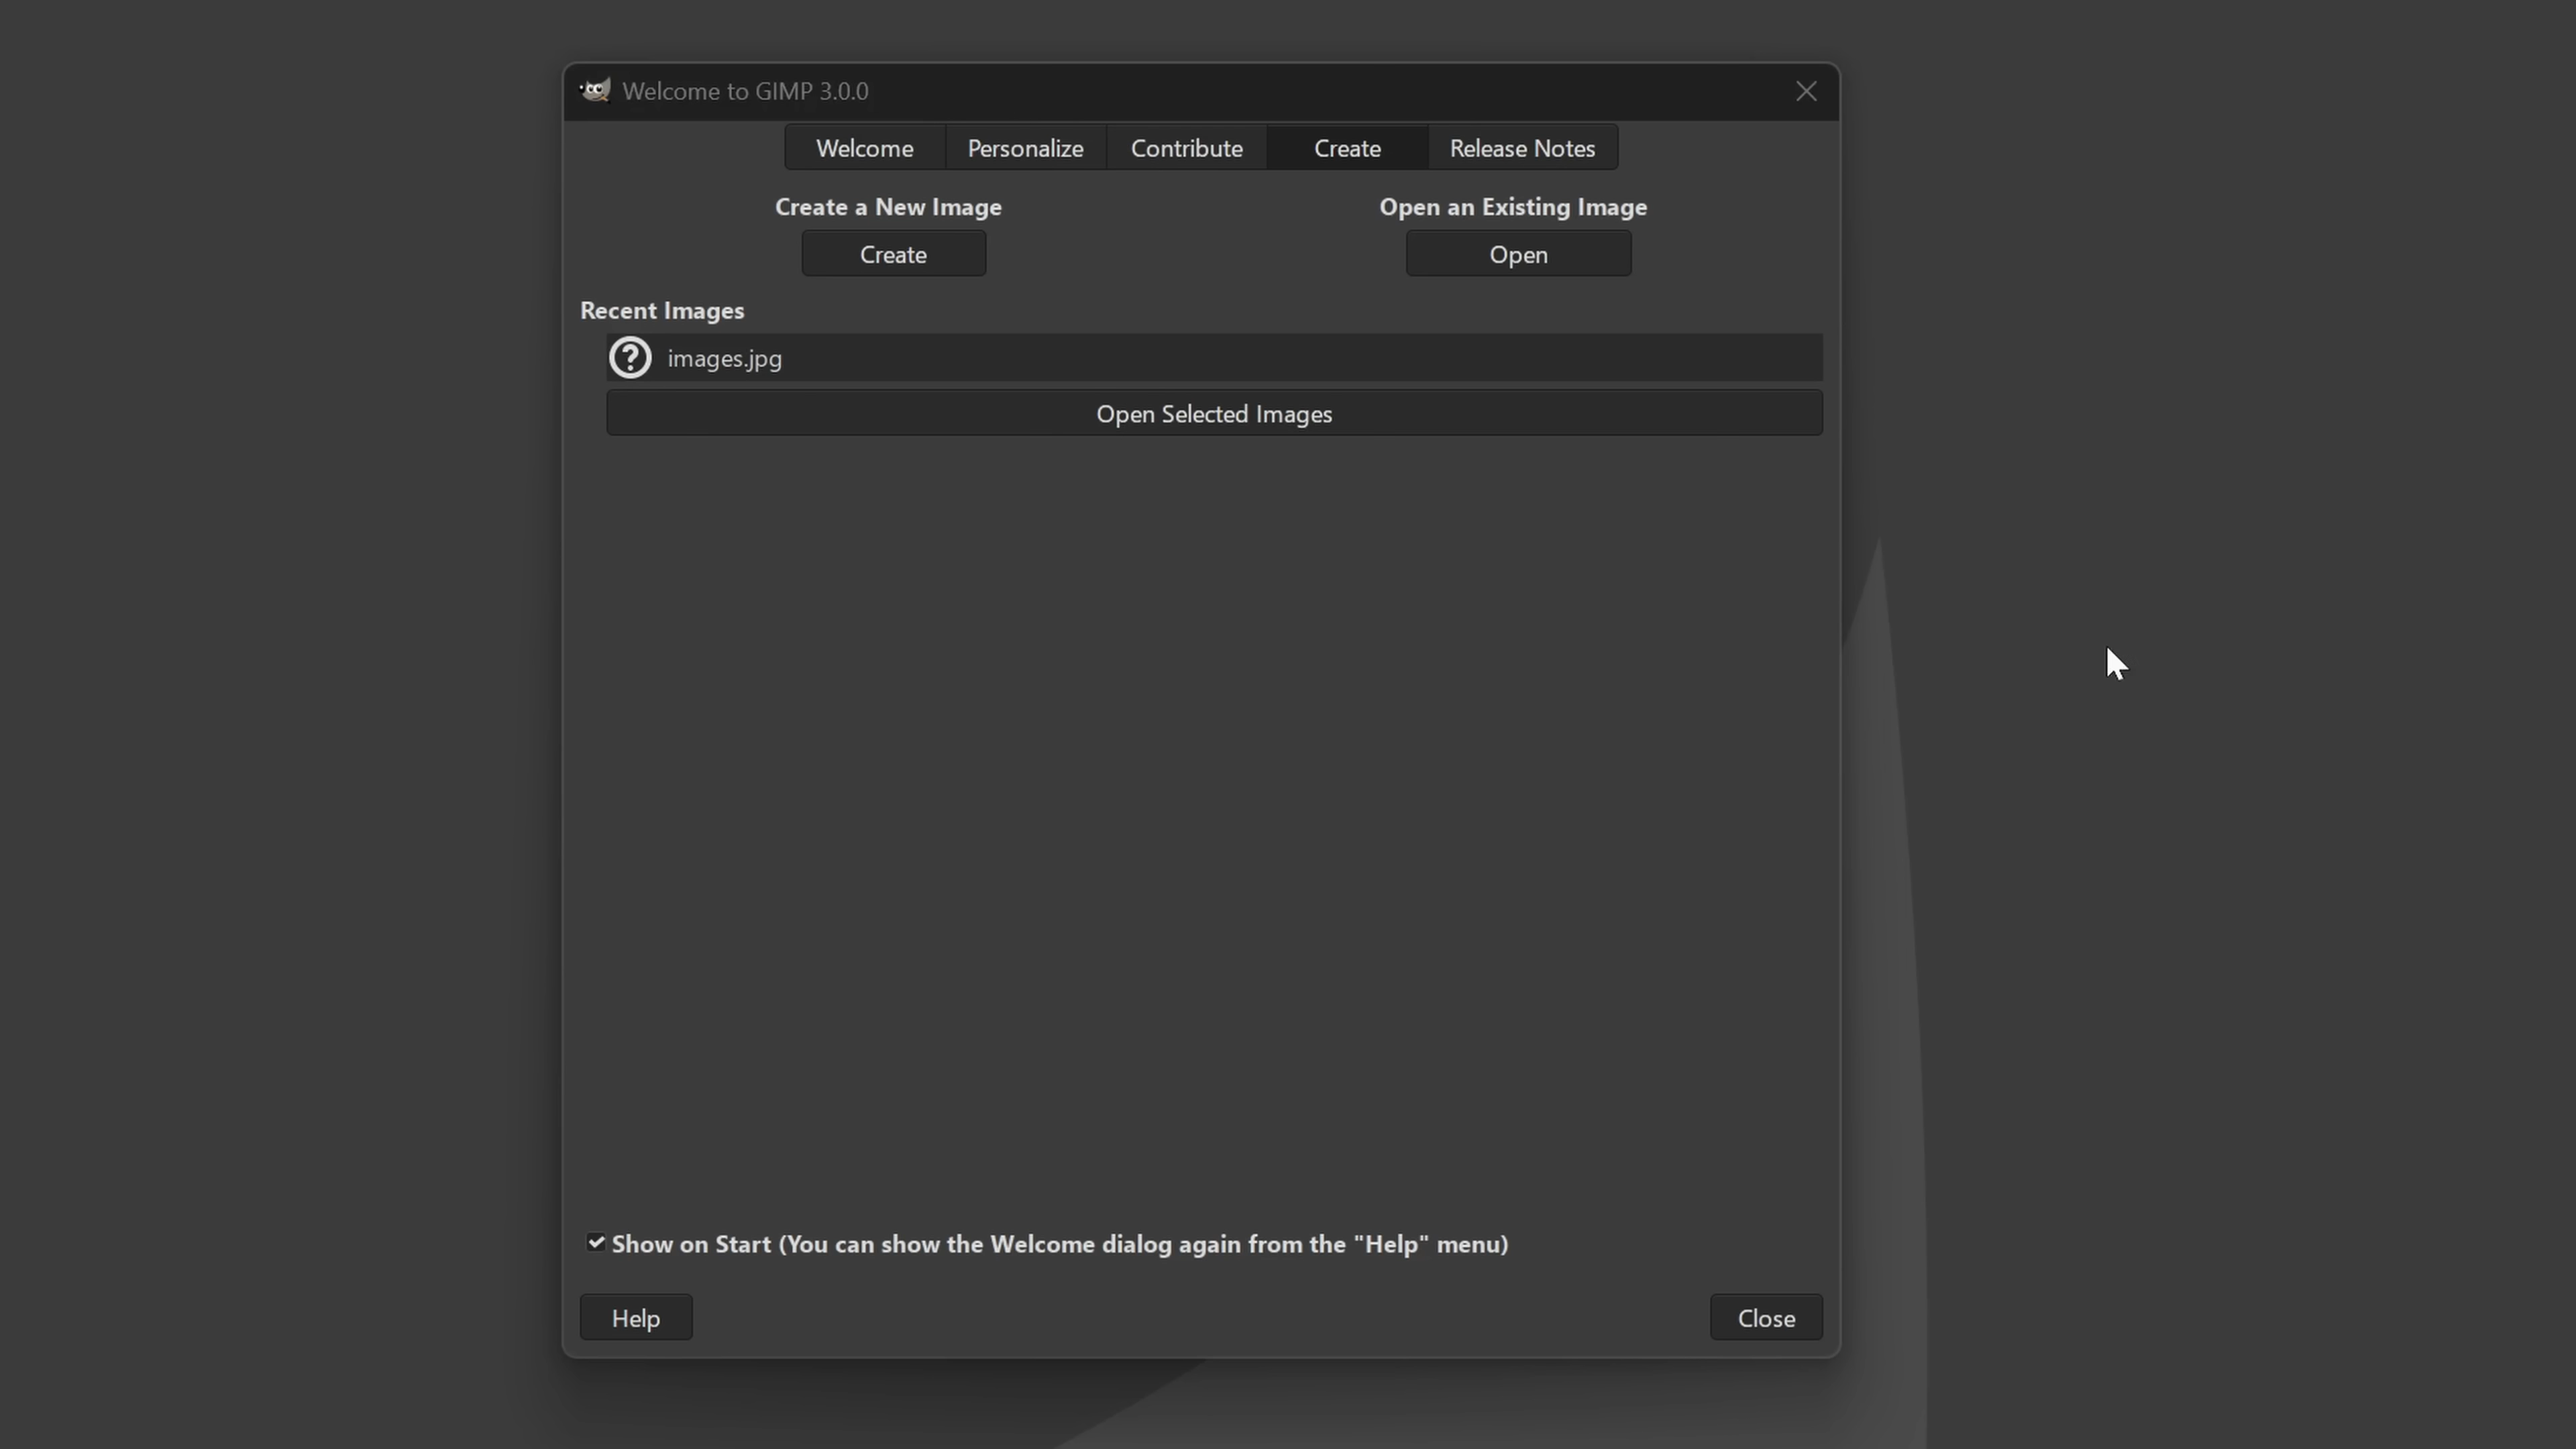 Welcome to GIMP 3.0.0
Welcome Personalize Contribute Create Release Notes
Create a New Image Open an Existing Image
Create Open
Recent Images
images.jpg
Open Selected Images
Show on Start (You can show the Welcome dialog again from the "Help" menu)
Help Close